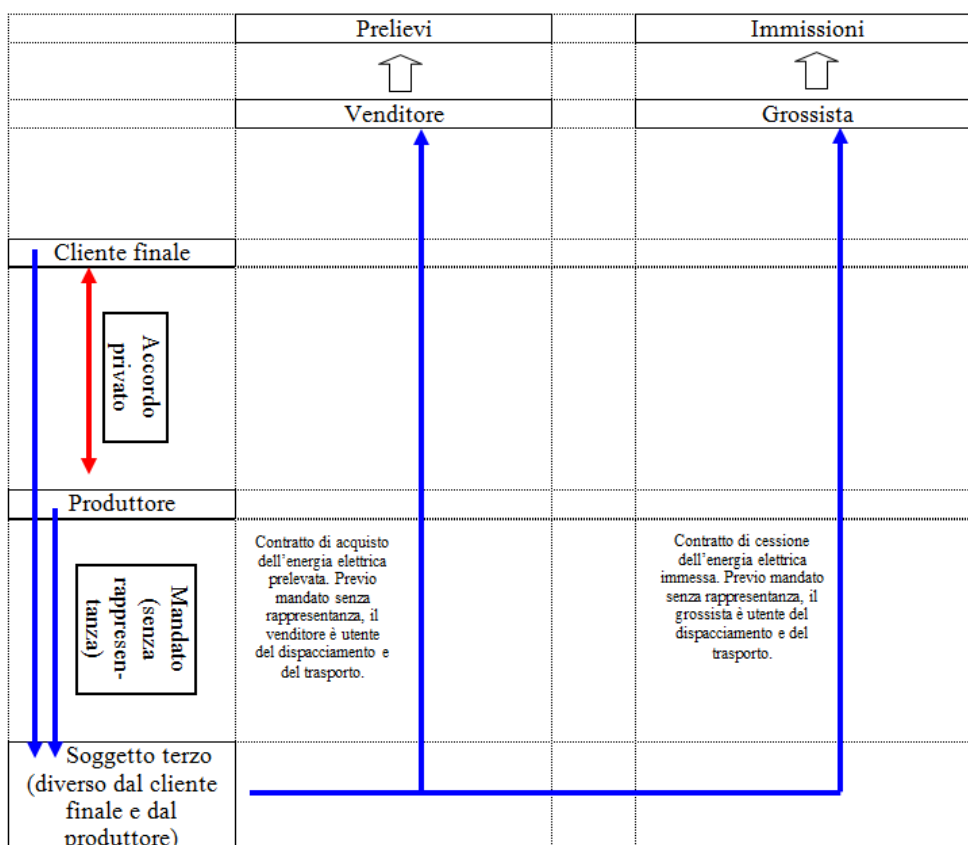 Prelievi
Immissioni
Venditore
Grossista
Cliente finale
Accordo
privato
Produttore
Mandato
(senza
rappresen-
tanza)
Contratto di acquisto
dell'energia elettrica
prelevata. Previo
mandato senza
rappresentanza, il
venditore è utente
del dispacciamento e
del trasporto.
Contratto di cessione
dell'energia elettrica
immessa. Previo mandato
senza rappresentanza, il
grossista è utente del
dispacciamento e del
trasporto.
Soggetto terzo
(diverso dal cliente
finale e dal
produttore)